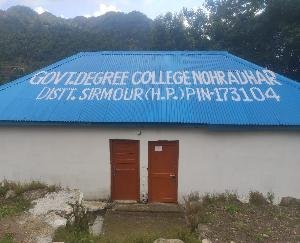 GOVT.DEGREE COLLEGE NOHRADHAR
DISTT. SIRMOUR (H.P.) PIN-173104